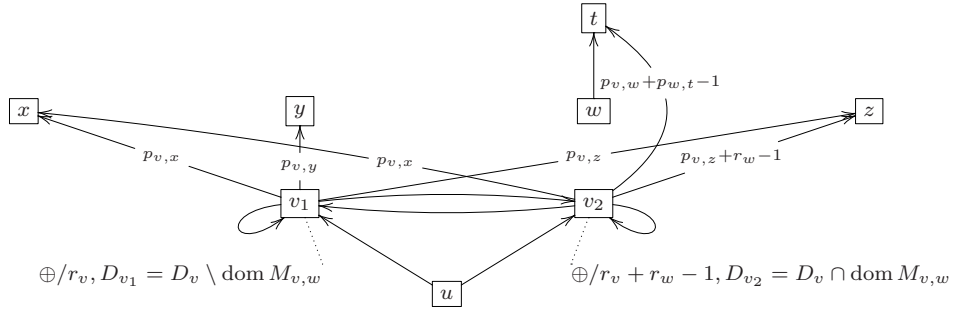 t
p_{v,w}+p_{w,t}−1
x
y
w
z
p_{v,x}
p_{v,y}
p_{v,x}
p_{v,z}
p_{v,z}+r_w−1
v_1
v_2
⊕/r_v, D_{v_1} = D_v \ dom M_{v,w}
⊕/r_v + r_w − 1, D_{v_2} = D_v ∩ dom M_{v,w}
u